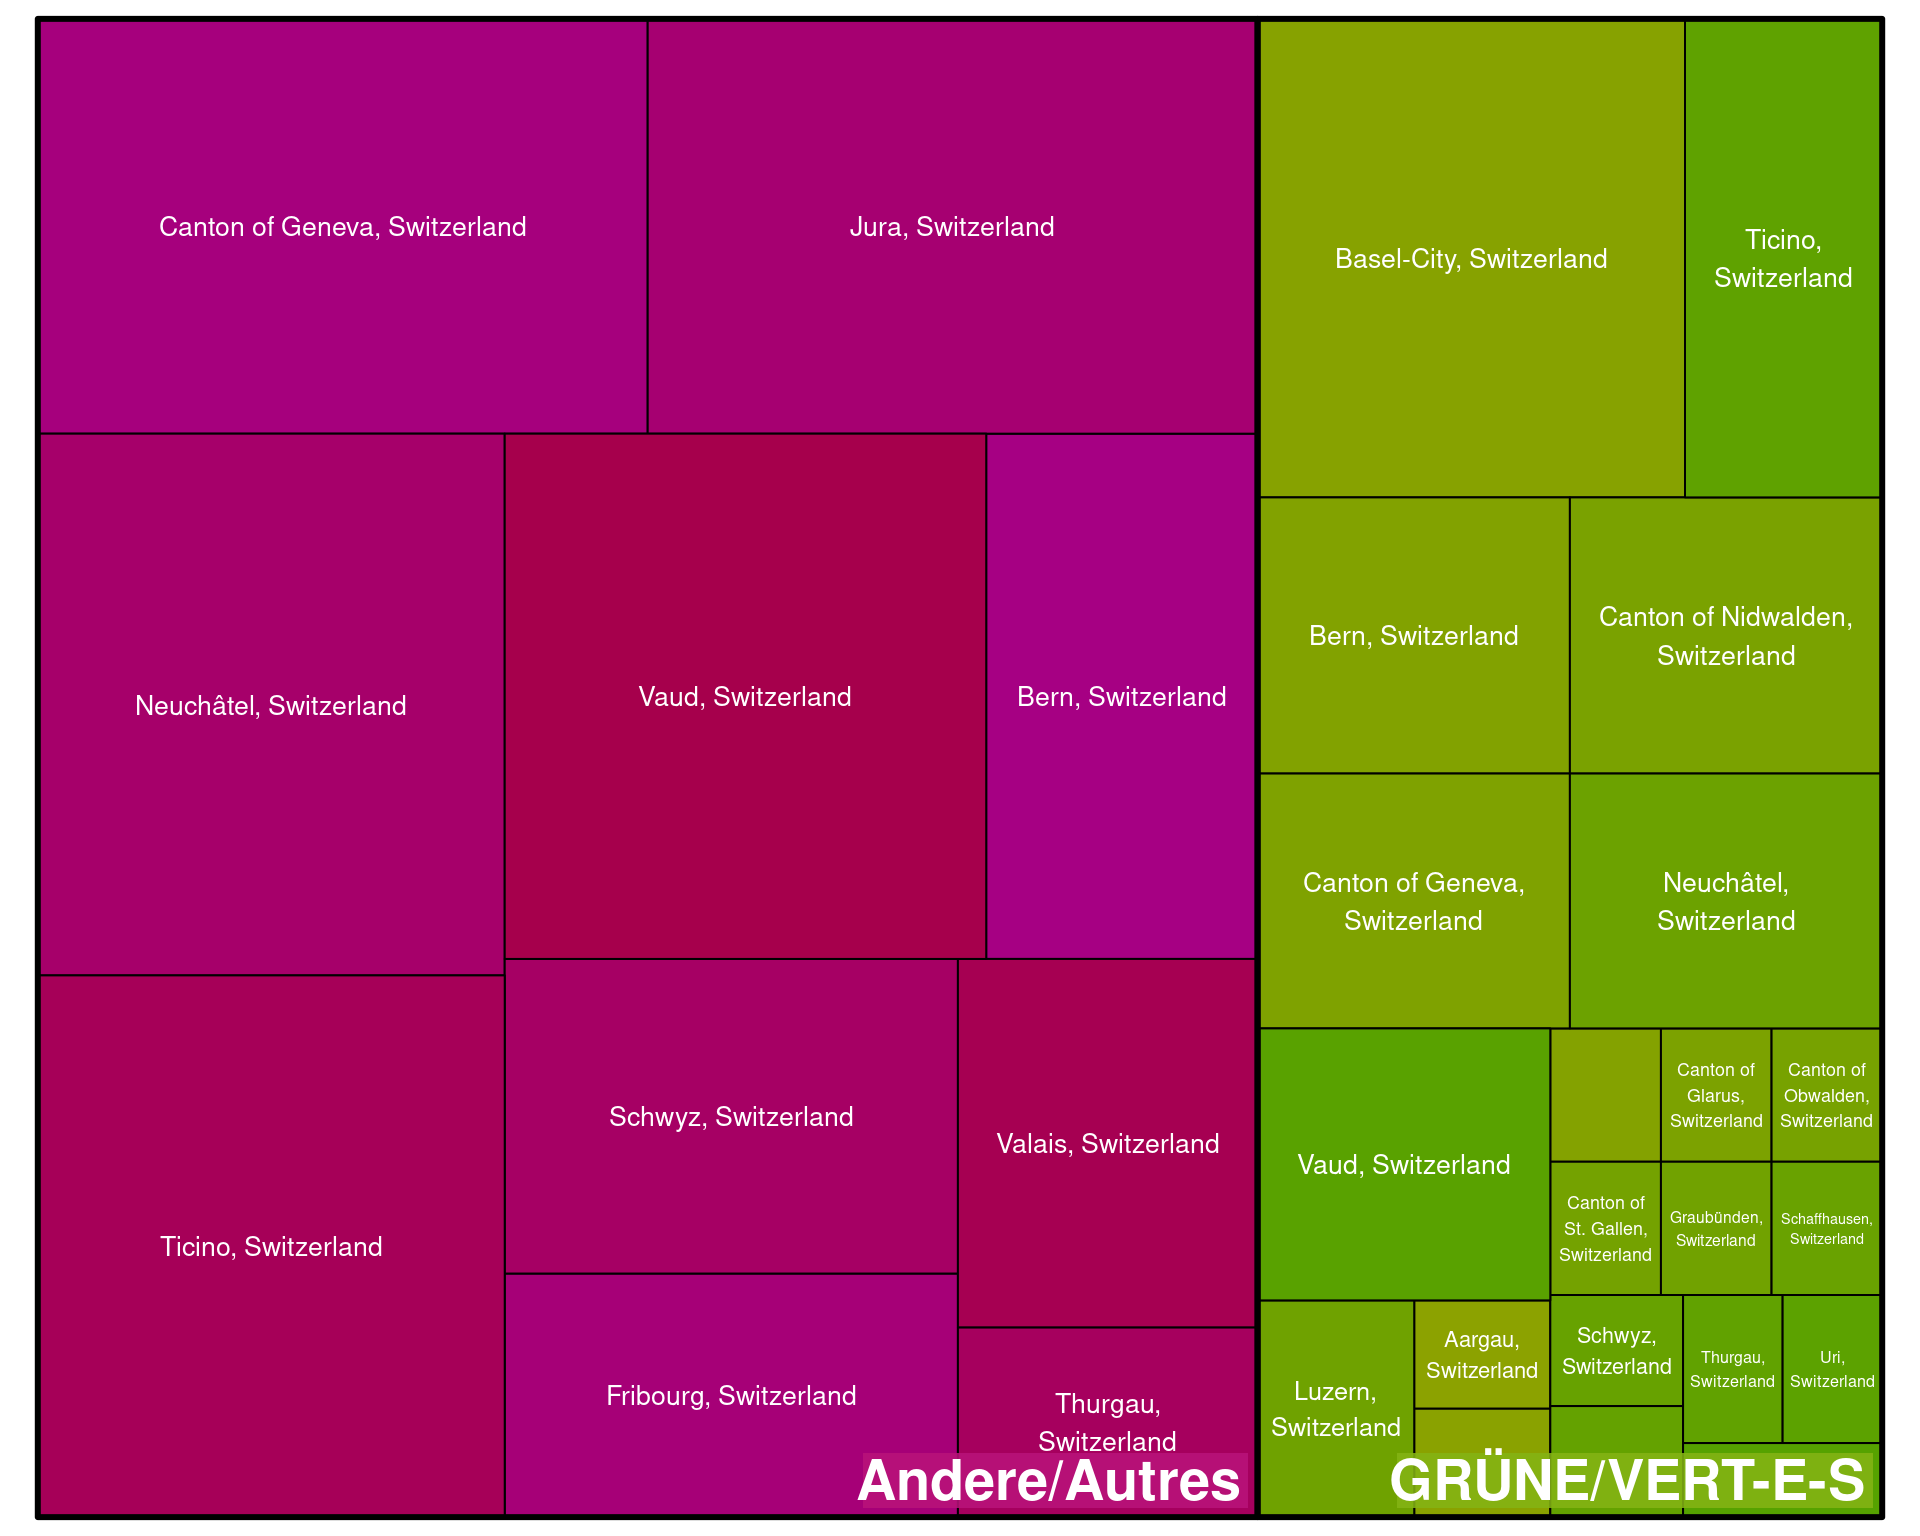 Canton of Geneva, Switzerland
Jura, Switzerland
Neuchâtel, Switzerland
Vaud, Switzerland
Bern, Switzerland
Ticino, Switzerland
Schwyz, Switzerland
Valais, Switzerland
Fribourg, Switzerland
Thurgau,
Switzerland
Andere/Autres
Basel-City, Switzerland
Ticino,
Switzerland
Bern, Switzerland
Canton of Nidwalden,
Switzerland
Canton of Geneva,
Switzerland
Neuchâtel,
Switzerland
Vaud, Switzerland
Canton of
Glarus,
Switzerland
Canton of
Obwalden,
Switzerland
Canton of
St. Gallen,
Switzerland
Graubünden,
Switzerland
Schaffhausen,
Switzerland
Luzern,
Switzerland
Aargau,
Switzerland
Schwyz,
Switzerland
Thurgau,
Switzerland
Uri,
Switzerland
GRÜNE/VERT-E-S